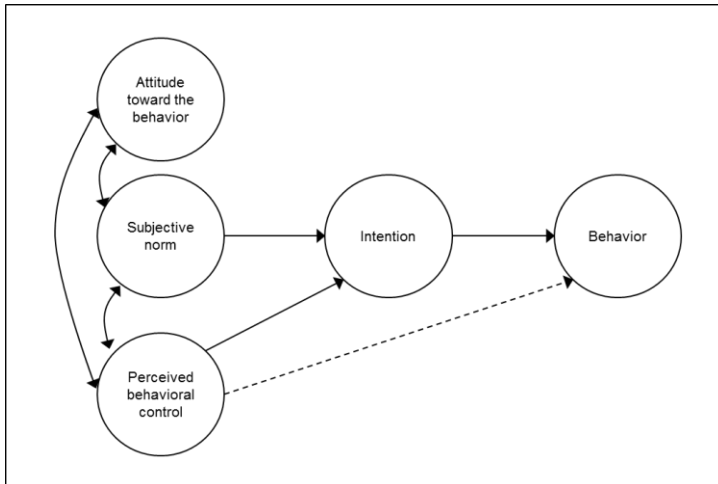 Attitude
toward the
behavior
Subjective
norm
Intention
Behavior
Perceived
behavioral
control